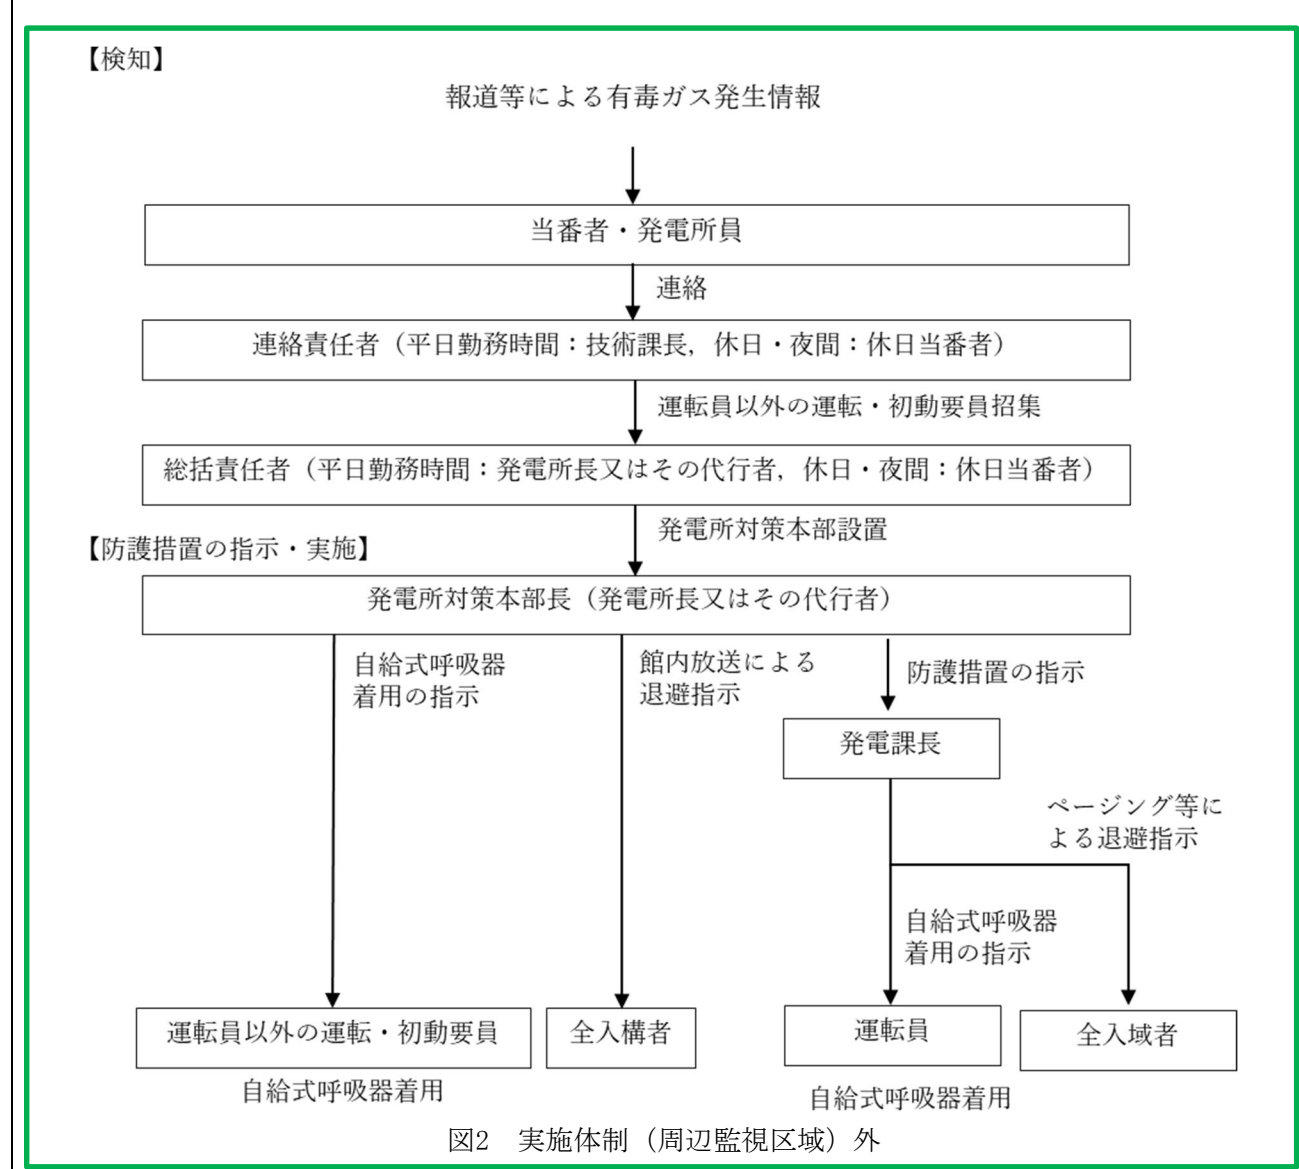 【検知】
報道等による有毒ガス発生情報
当番者・発電所員
連絡
連絡責任者（平日勤務時間：技術課長，休日・夜間：休日当番者）
運転員以外の運転・初動要員招集
総括責任者（平日勤務時間：発電所長又はその代行者，休日・夜間：休日当番者）
発電所対策本部設置
【防護措置の指示・実施】
発電所対策本部長（発電所長又はその代行者）
自給式呼吸器
着用の指示
館内放送による
退避指示
防護措置の指示
発電課長
ページング等に
よる退避指示
自給式呼吸器
着用の指示
運転員以外の運転・初動要員
全入構者
運転員
全入域者
自給式呼吸器着用
自給式呼吸器着用
図2　実施体制（周辺監視区域）外